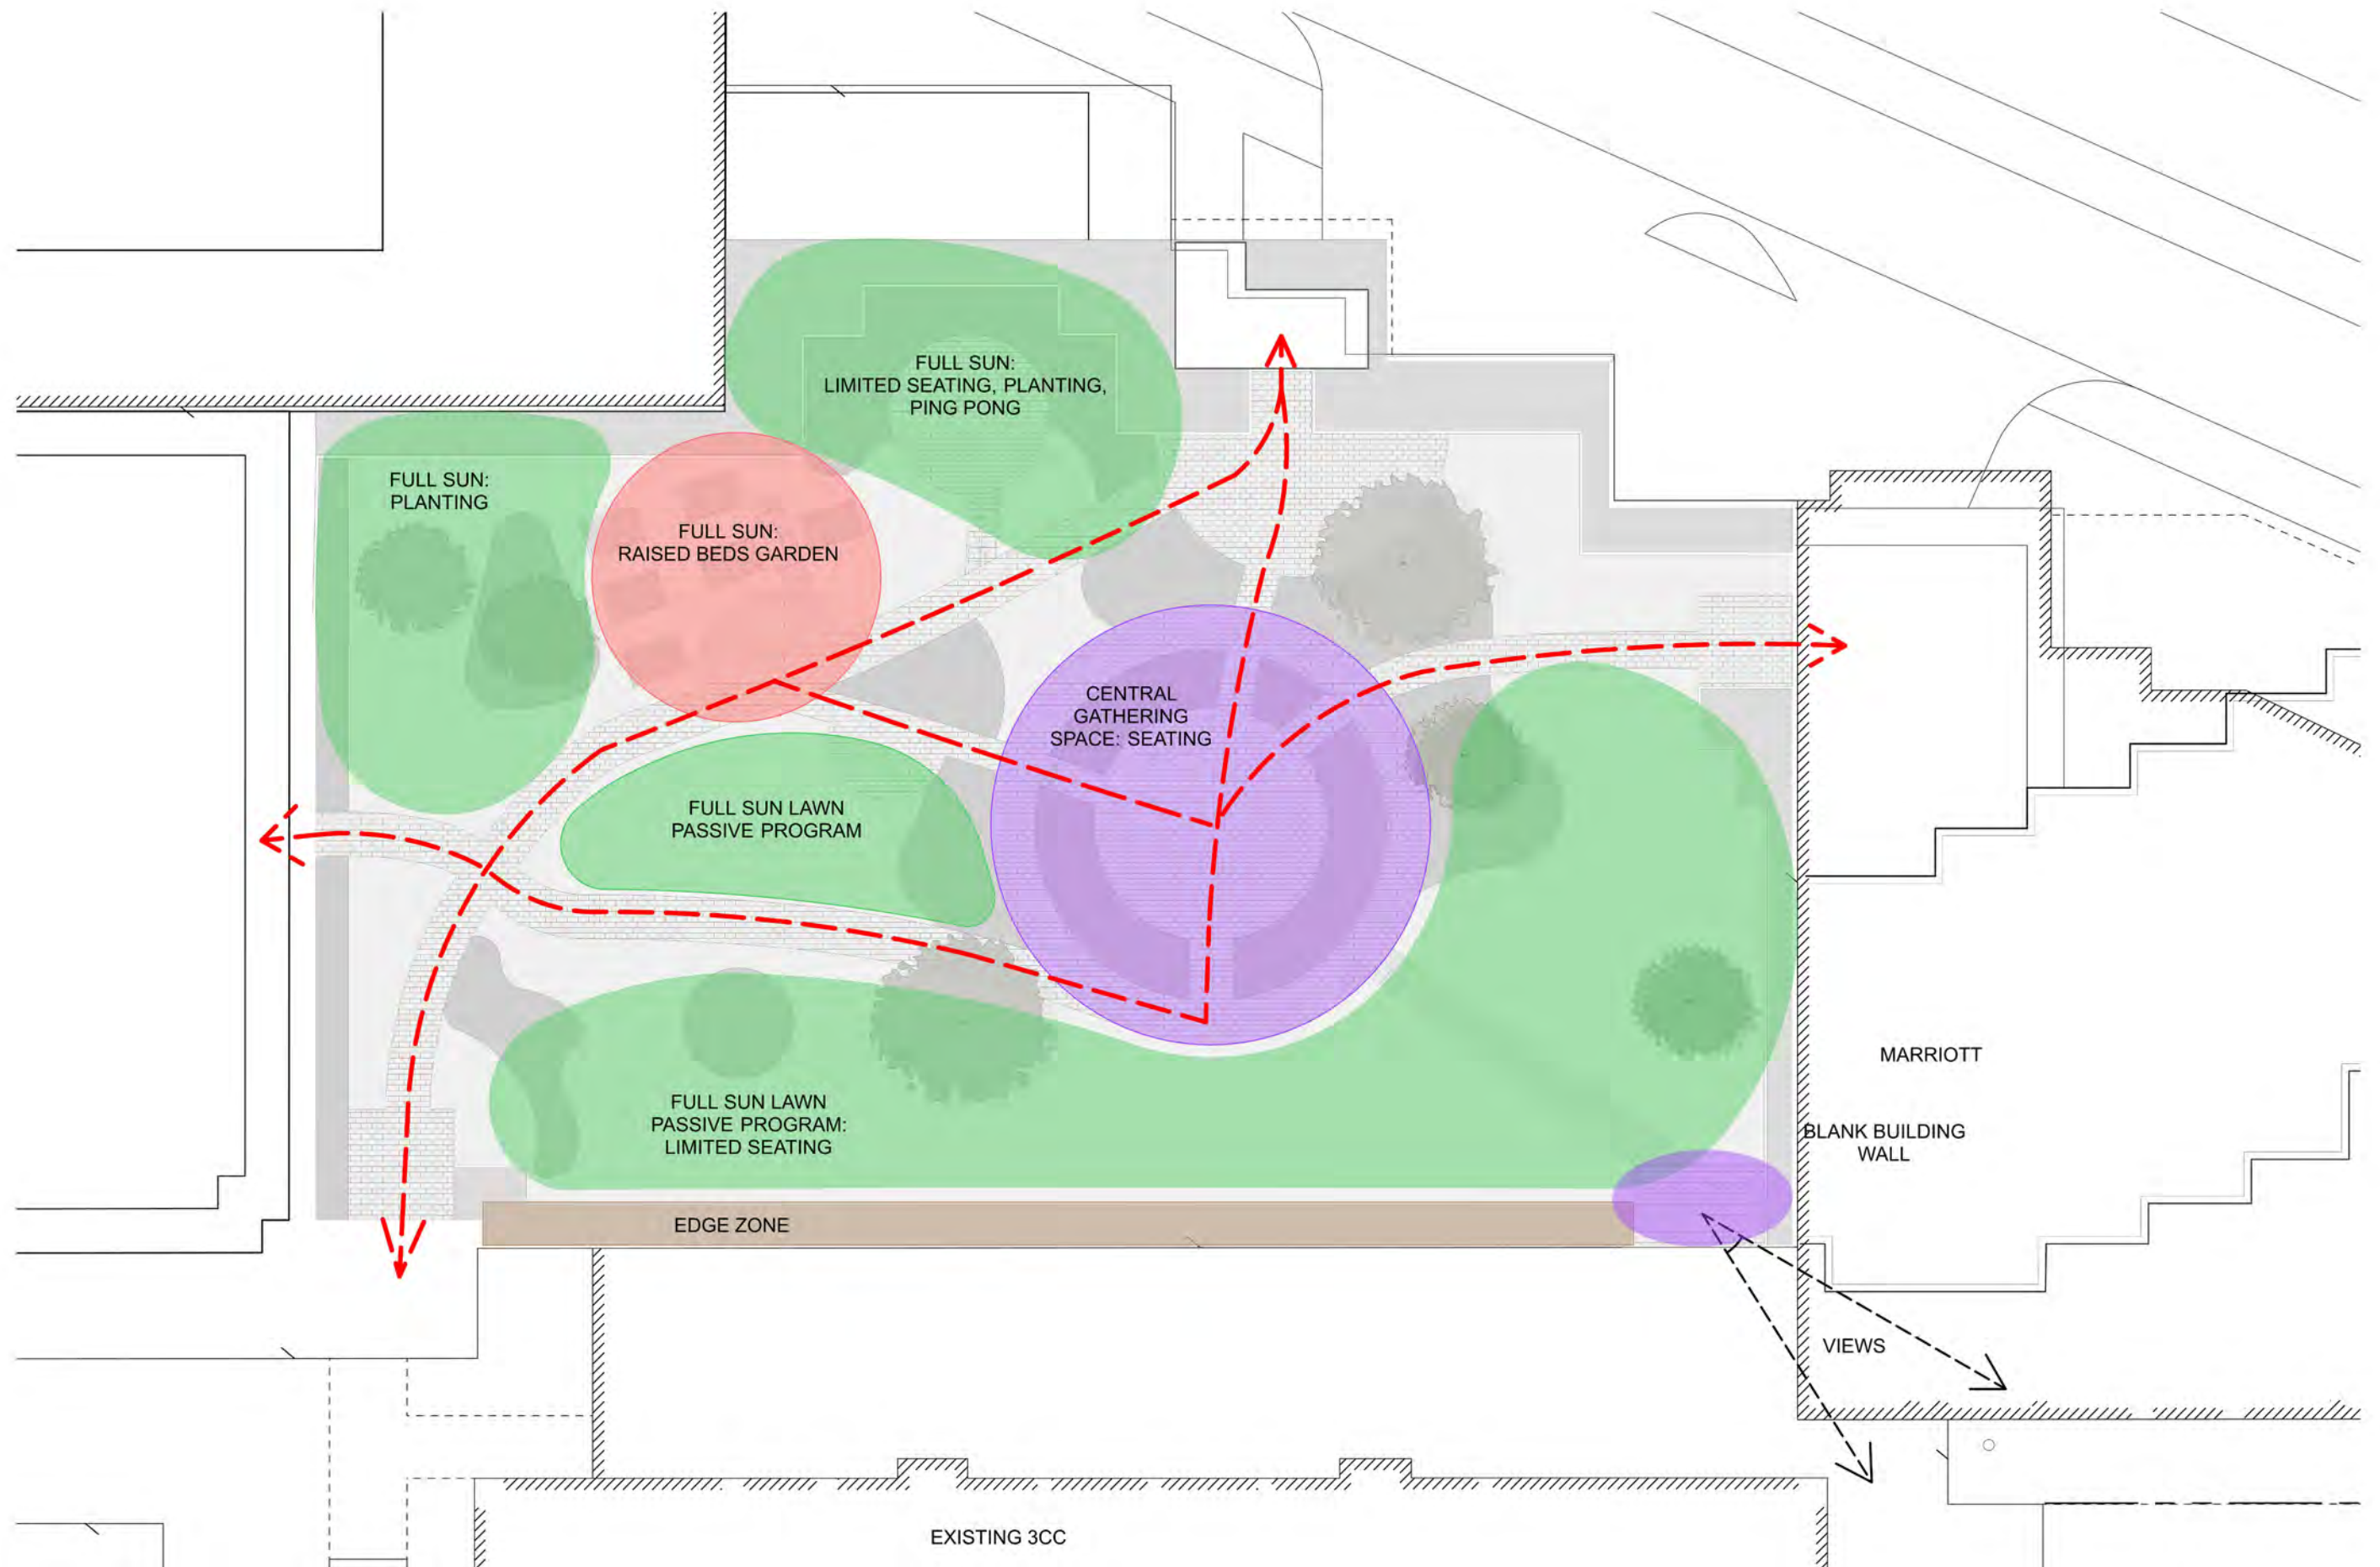 FULL SUN:
LIMITED SEATING, PLANTING,
PING PONG
FULL SUN:
PLANTING
FULL SUN:
RAISED BEDS GARDEN
CENTRAL
GATHERING
SPACE: SEATING
FULL SUN LAWN
PASSIVE PROGRAM
FULL SUN LAWN
PASSIVE PROGRAM:
LIMITED SEATING
MARRIOTT
BLANK BUILDING
WALL
EDGE ZONE
VIEWS
EXISTING 3CC